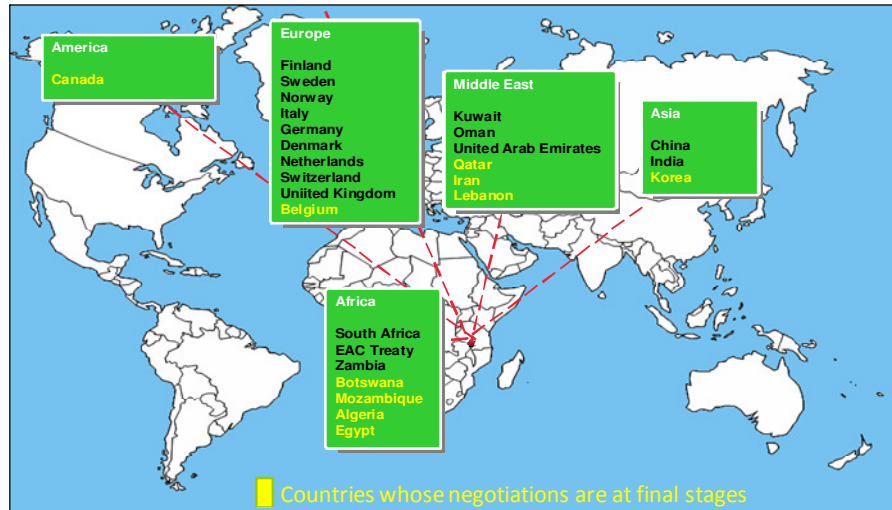 America
Canada
Europe
Finland
Sweden
Norway
Italy
Germany
Denmark
Netherlands
Switzerland
Uniited Kingdom
Belgium
Middle East
Kuwait
Oman
United Arab Emirates
Qatar
Iran
Lebanon
Asia
China
India
Korea
Africa
South Africa
EAC Treaty
Zambia
Botswana
Mozambique
Algeria
Egypt
Countries whose negotiations are at final stages